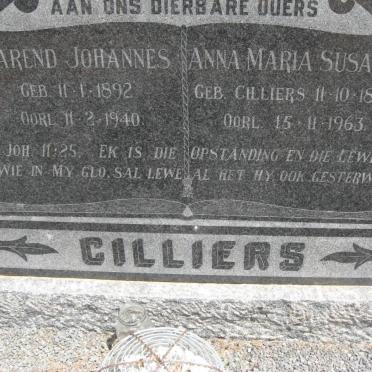 AAN ONS DIERBARE OUERS
AREND JOHANNES
GEB. 11-1-1892
OORL. 11-2-1940
ANNA MARIA SUSA
GEB. CILLIERS 11-10-18
OORL. 15-11-1963
JOH 11:25. EK IS DIE OPSTANDING EN DIE LEWE
WIE IN MY GLO, SAL LEWE AL HET HY OOK GESTERW
CILLIERS